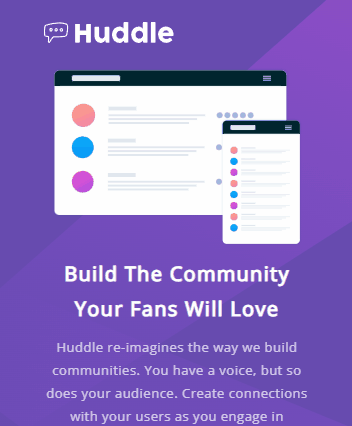 Huddle
Build The Community
Your Fans Will Love
Huddle re-imagines the way we build
communities. You have a voice, but so
does your audience. Create connections
with your users as you engage in